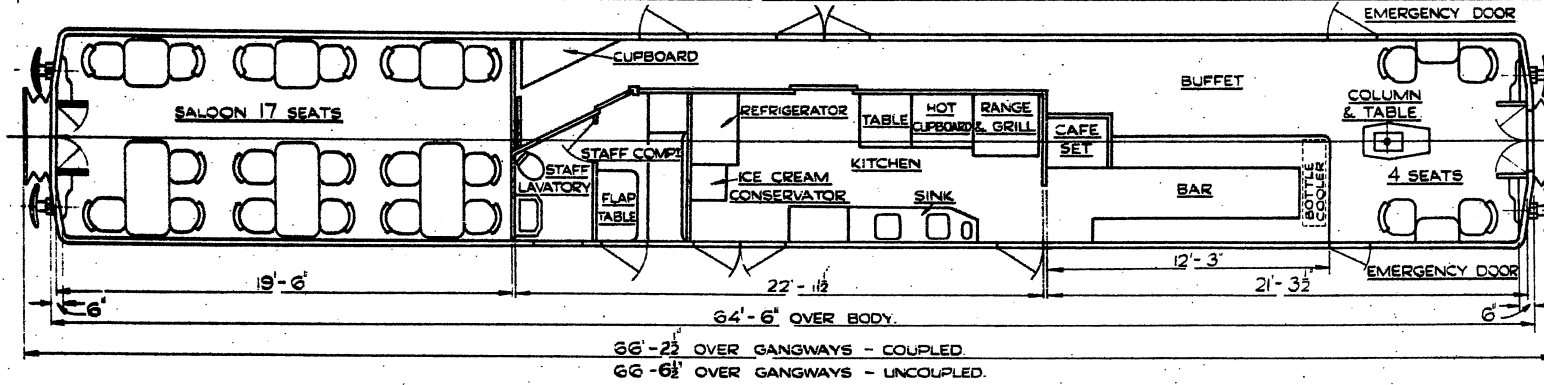 EMERGENCY DOOR
CUPBOARD
BUFFET
SALOON 17 SEATS
REFRIGERATOR
TABLE
HOT
CUPBOARD
RANGE
& GRILL
COLUMN
& TABLE
CAFE
SET
STAFF COMPT
STAFF
LAVATORY
KITCHEN
FLAP
TABLE
ICE CREAM
CONSERVATOR
SINK
BAR
BOTTLE
COOLER
4 SEATS
EMERGENCY DOOR
12'-3"
19'-6"
22'-1½"
21'-3½"
6"
6"
64'-6" OVER BODY.
66'-2½" OVER GANGWAYS - COUPLED.
66-6½" OVER GANGWAYS - UNCOUPLED.